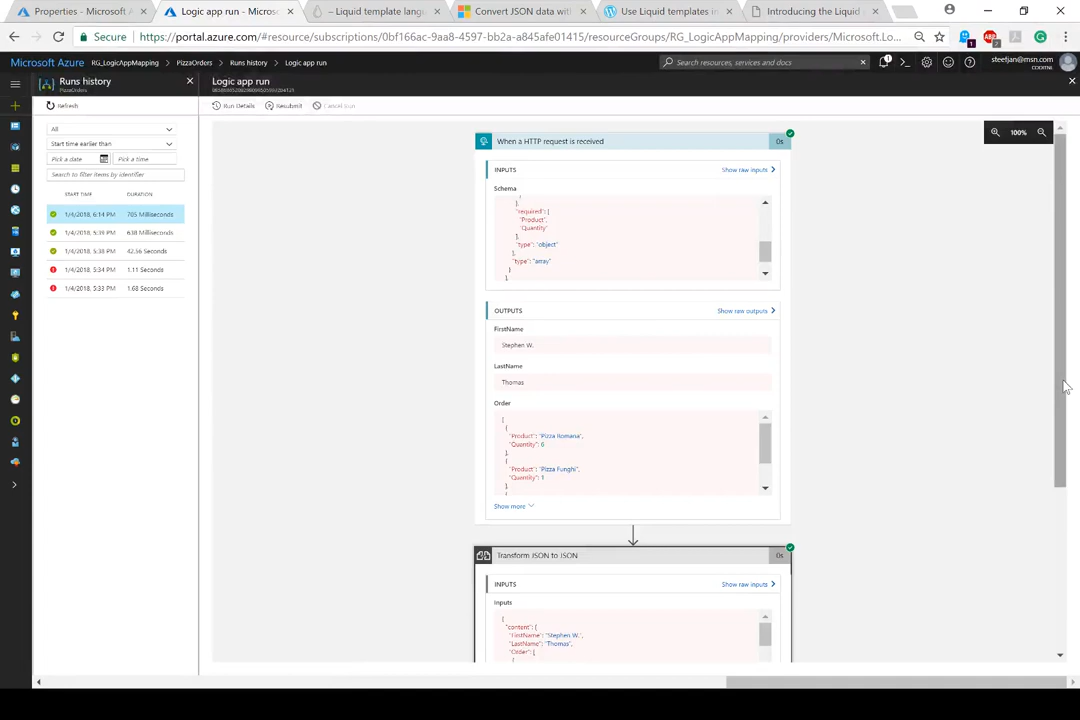 Properties - Microsoft A
Logic app run - Microso
– Liquid template langu
Convert JSON data with
Use Liquid templates in
Introducing the Liquid
Secure
https://portal.azure.com/#resource/subscriptions/0bf166ac-9aa8-4597-bb2a-a845afe01415/resourceGroups/RG_LogicAppMapping/providers/Microsoft.Lo...
Microsoft Azure
RG_LogicAppMapping > PizzaOrders > Runs history > Logic app run
Search resources, services and docs
steefjan@msn.com
Runs history
PizzaOrders
Logic app run
Refresh
Run Details
Resubmit
Cancel Run
All
Start time earlier than
Pick a date
Pick a time
Search to filter items by identifier
START TIME
DURATION
1/4/2018, 6:14 PM
705 Milliseconds
1/4/2018, 5:39 PM
638 Milliseconds
1/4/2018, 5:38 PM
42.56 Seconds
1/4/2018, 5:34 PM
1.11 Seconds
1/4/2018, 5:33 PM
1.68 Seconds
100%
When a HTTP request is received
0s
INPUTS
Show raw inputs
Schema
},
"required": [
"Product",
"Quantity"
],
"type": "object"
},
"type": "array"
}
},
OUTPUTS
Show raw outputs
FirstName
Stephen W.
LastName
Thomas
Order
[
{
"Product": "Pizza Romana",
"Quantity": 6
},
{
"Product": "Pizza Funghi",
"Quantity": 1
},
{
Show more
Transform JSON to JSON
0s
INPUTS
Show raw inputs
Inputs
{
"content": {
"FirstName": "Stephen W.",
"LastName": "Thomas",
"Order": [
{